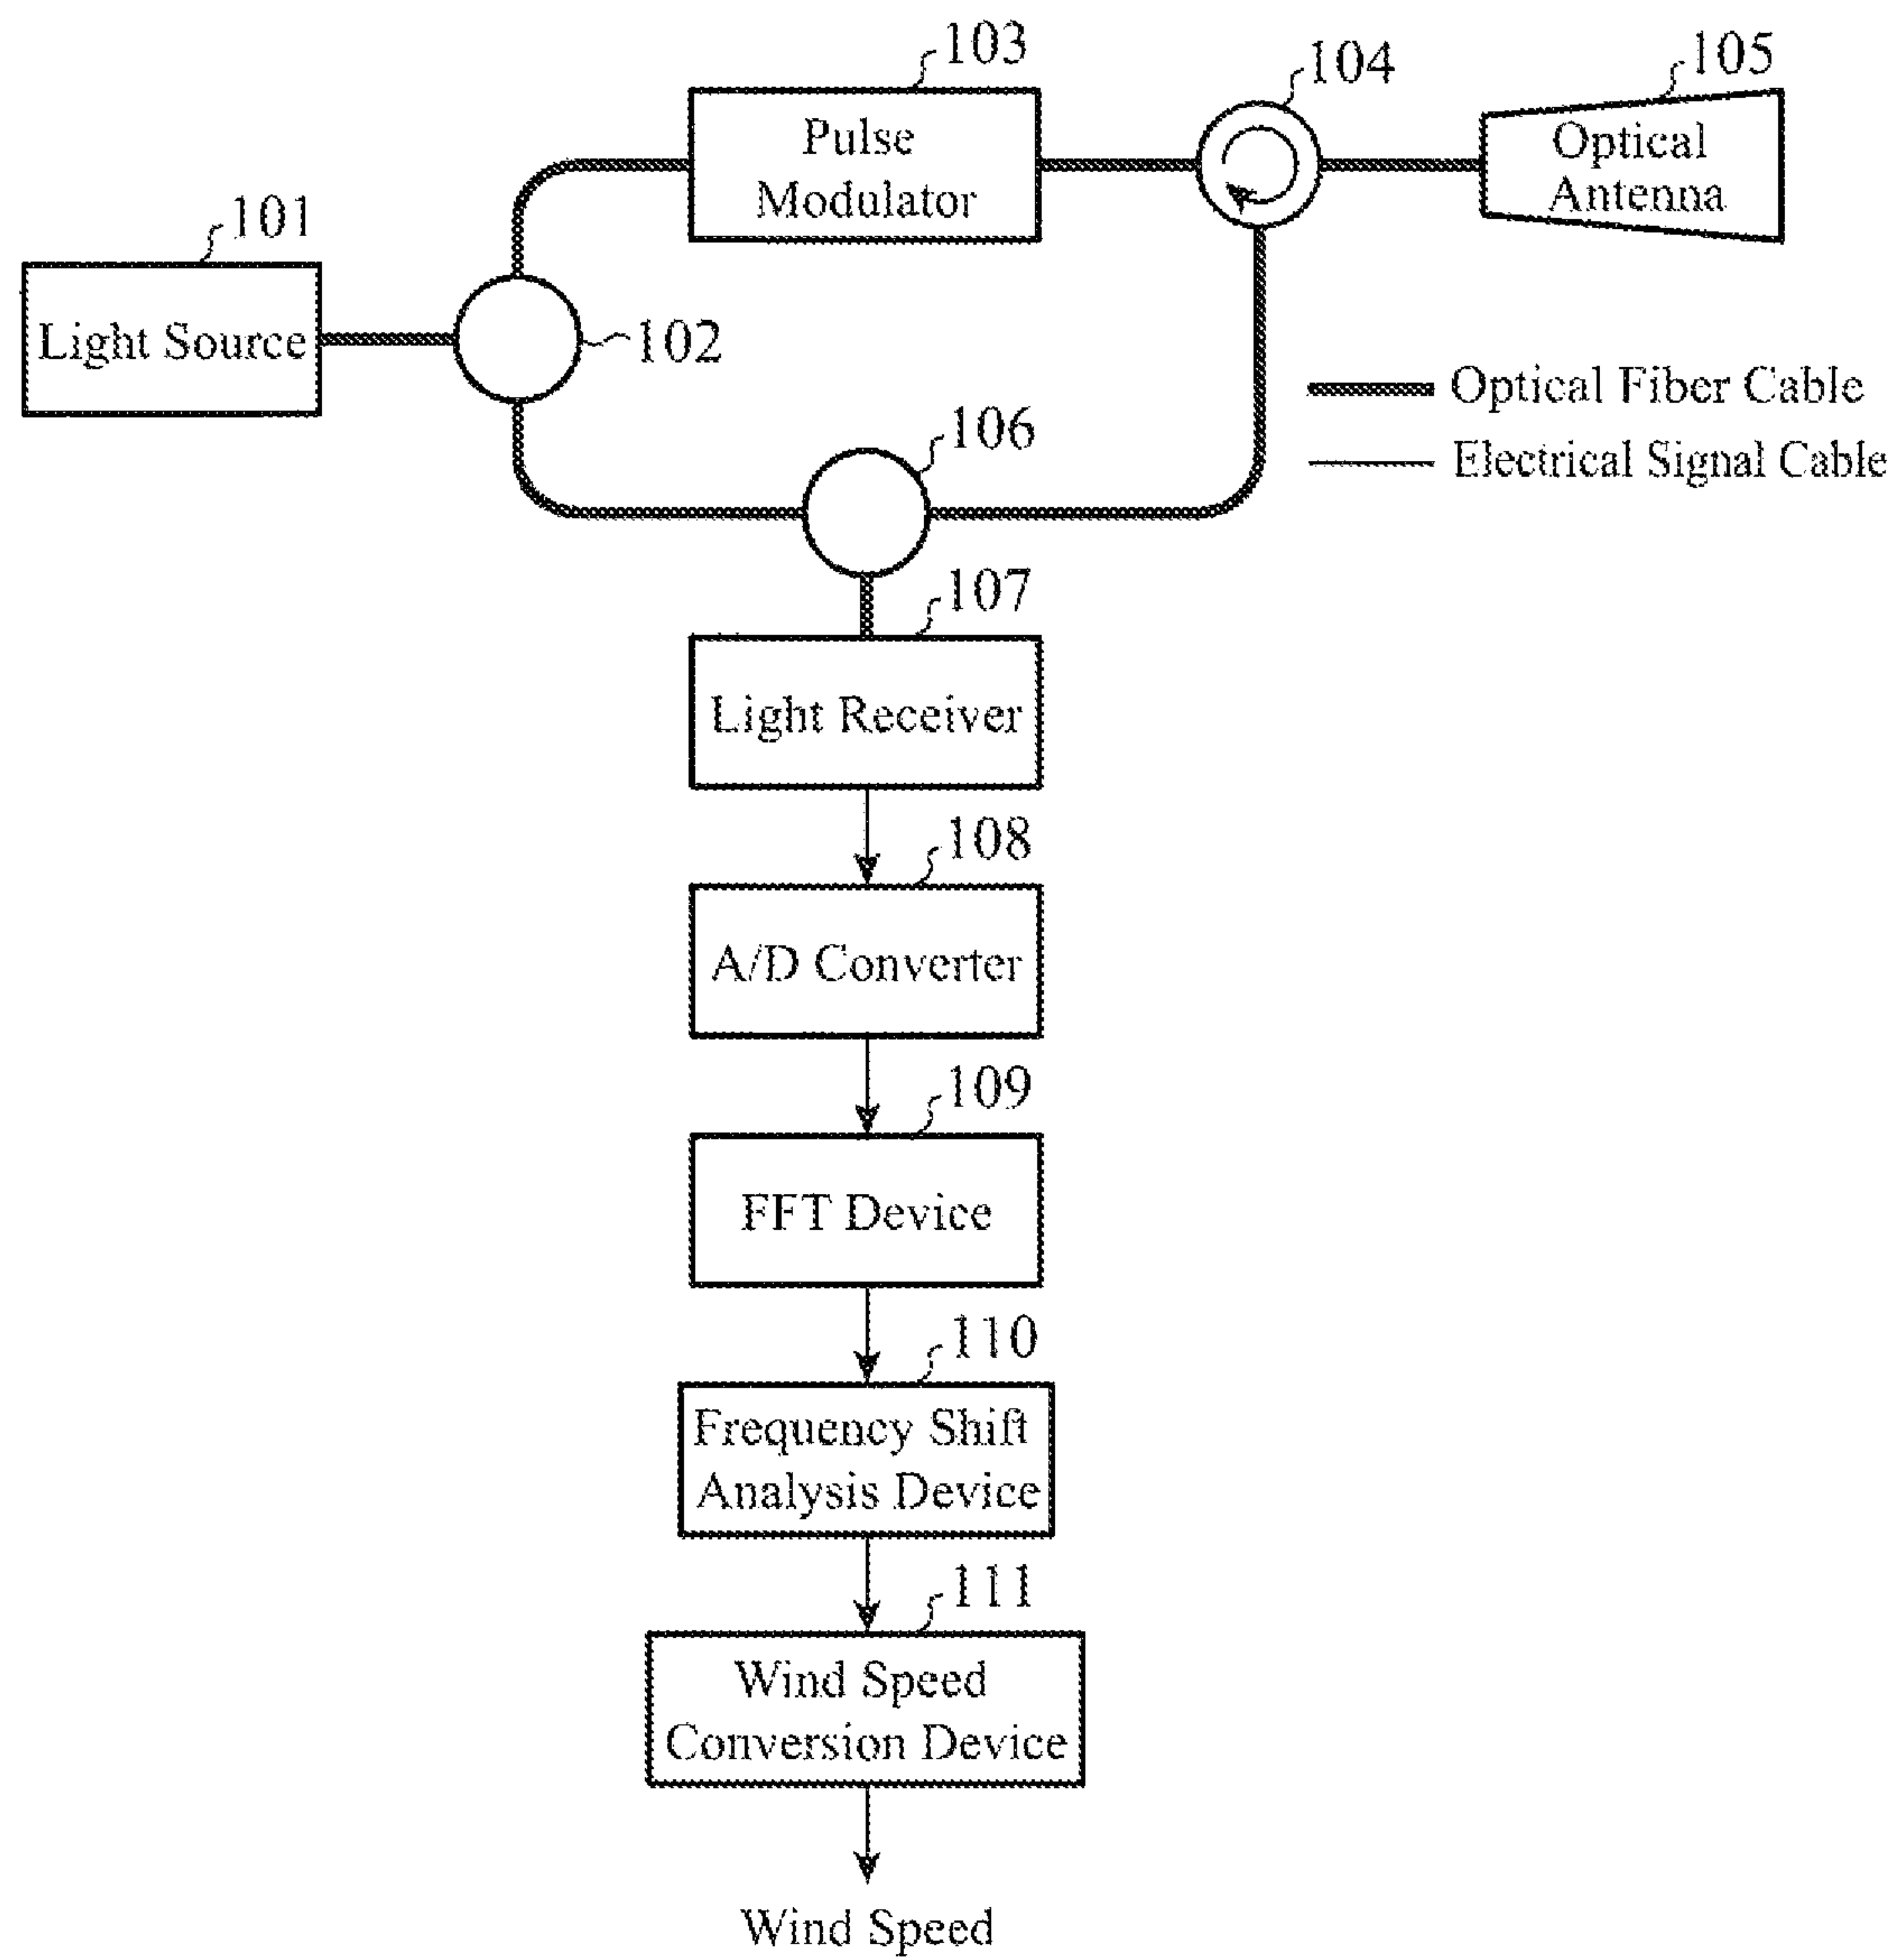 103
104
105
Pulse
Modulator
Optical
Antenna
101
Light Source
102
Optical Fiber Cable
Electrical Signal Cable
106
107
Light Receiver
108
A/D Converter
109
FFT Device
110
Frequency Shift
Analysis Device
111
Wind Speed
Conversion Device
Wind Speed